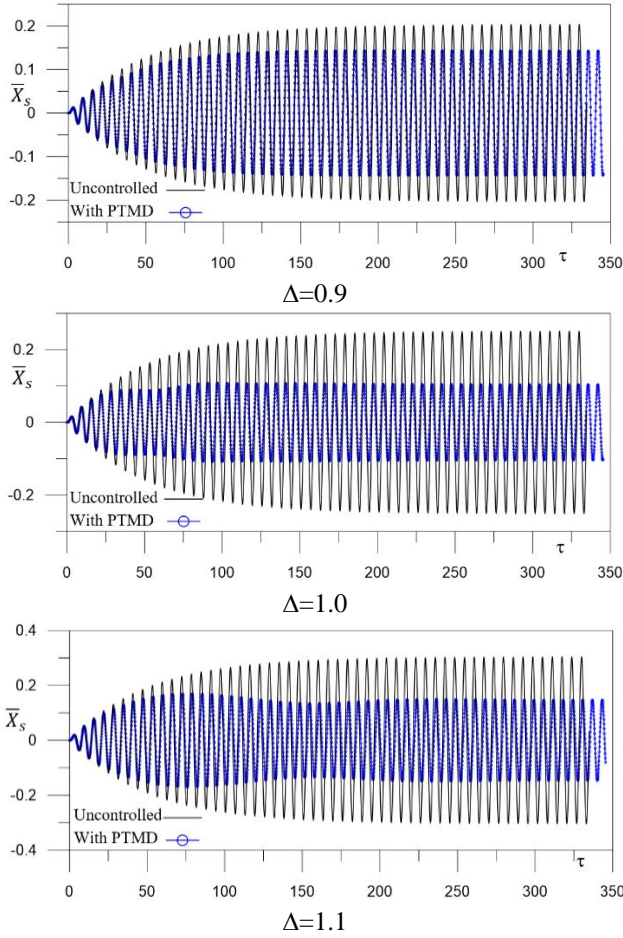 0.2
0.1
X̅s
0
-0.1
-0.2
Uncontrolled
With PTMD
τ
0 50 100 150 200 250 300 350
Δ=0.9
0.2
X̅s
0
-0.2
Uncontrolled
With PTMD
τ
0 50 100 150 200 250 300 350
Δ=1.0
0.4
0.2
X̅s
0
-0.2
Uncontrolled
With PTMD
-0.4
τ
0 50 100 150 200 250 300 350
Δ=1.1